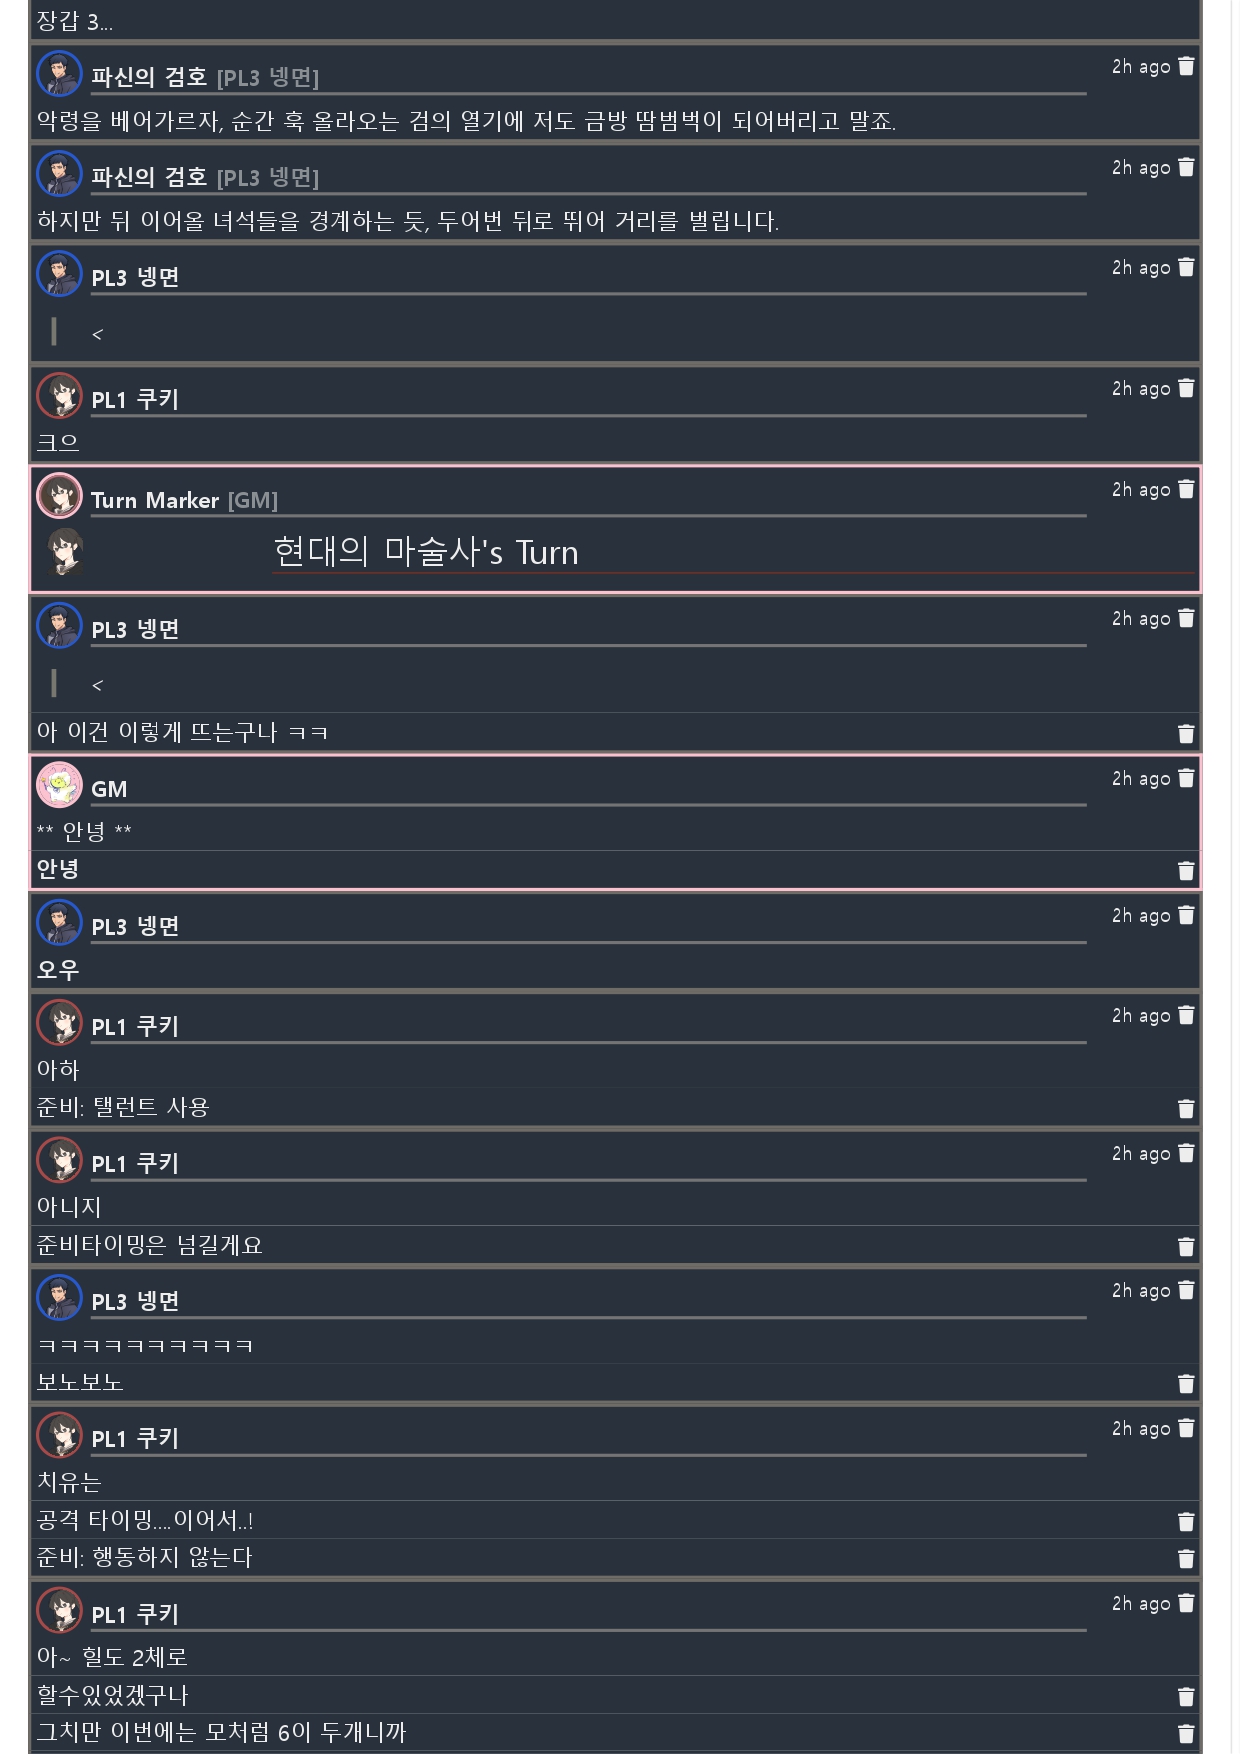 장갑 3...
파신의 검호 [PL3 넹면]
2h ago
악령을 베어가르자, 순간 훅 올라오는 검의 열기에 저도 금방 땀범벅이 되어버리고 말죠.
파신의 검호 [PL3 넹면]
2h ago
하지만 뒤 이어올 녀석들을 경계하는 듯, 두어번 뒤로 뛰어 거리를 벌립니다.
PL3 넹면
2h ago
<
PL1 쿠키
2h ago
크으
Turn Marker [GM]
2h ago
현대의 마술사's Turn
PL3 넹면
2h ago
<
아 이건 이렇게 뜨는구나 ㅋㅋ
GM
2h ago
** 안녕 **
안녕
PL3 넹면
2h ago
오우
PL1 쿠키
2h ago
아하
준비: 탤런트 사용
PL1 쿠키
2h ago
아니지
준비타이밍은 넘길게요
PL3 넹면
2h ago
ㅋㅋㅋㅋㅋㅋㅋㅋㅋㅋ
보노보노
PL1 쿠키
2h ago
치유는
공격 타이밍....이어서..!
준비: 행동하지 않는다
PL1 쿠키
2h ago
아~ 힐도 2체로
할수있었겠구나
그치만 이번에는 모처럼 6이 두개니까